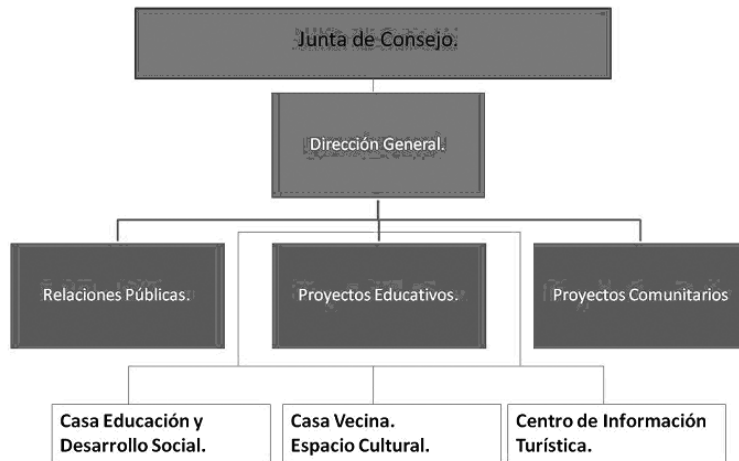 Junta de Consejo.
Dirección General.
Relaciones Públicas.
Proyectos Educativos.
Proyectos Comunitarios
Casa Educación y
Desarrollo Social.
Casa Vecina.
Espacio Cultural.
Centro de Información
Turística.